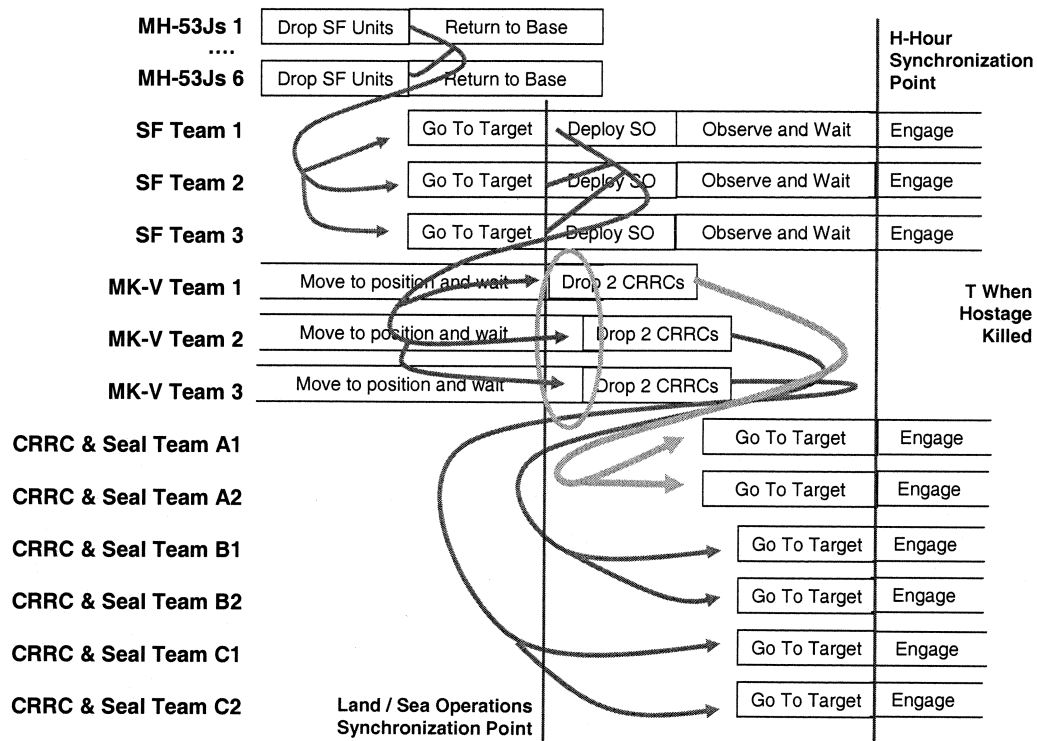 MH-53Js 1 Drop SF Units Return to Base
....
MH-53Js 6 Drop SF Units Return to Base
H-Hour
Synchronization
Point
SF Team 1 Go To Target Deploy SO Observe and Wait Engage
SF Team 2 Go To Target Deploy SO Observe and Wait Engage
SF Team 3 Go To Target Deploy SO Observe and Wait Engage
MK-V Team 1 Move to position and wait Drop 2 CRRCs
MK-V Team 2 Move to position and wait Drop 2 CRRCs
MK-V Team 3 Move to position and wait Drop 2 CRRCs
T When
Hostage
Killed
CRRC & Seal Team A1 Go To Target Engage
CRRC & Seal Team A2 Go To Target Engage
CRRC & Seal Team B1 Go To Target Engage
CRRC & Seal Team B2 Go To Target Engage
CRRC & Seal Team C1 Go To Target Engage
CRRC & Seal Team C2 Go To Target Engage
Land / Sea Operations
Synchronization Point